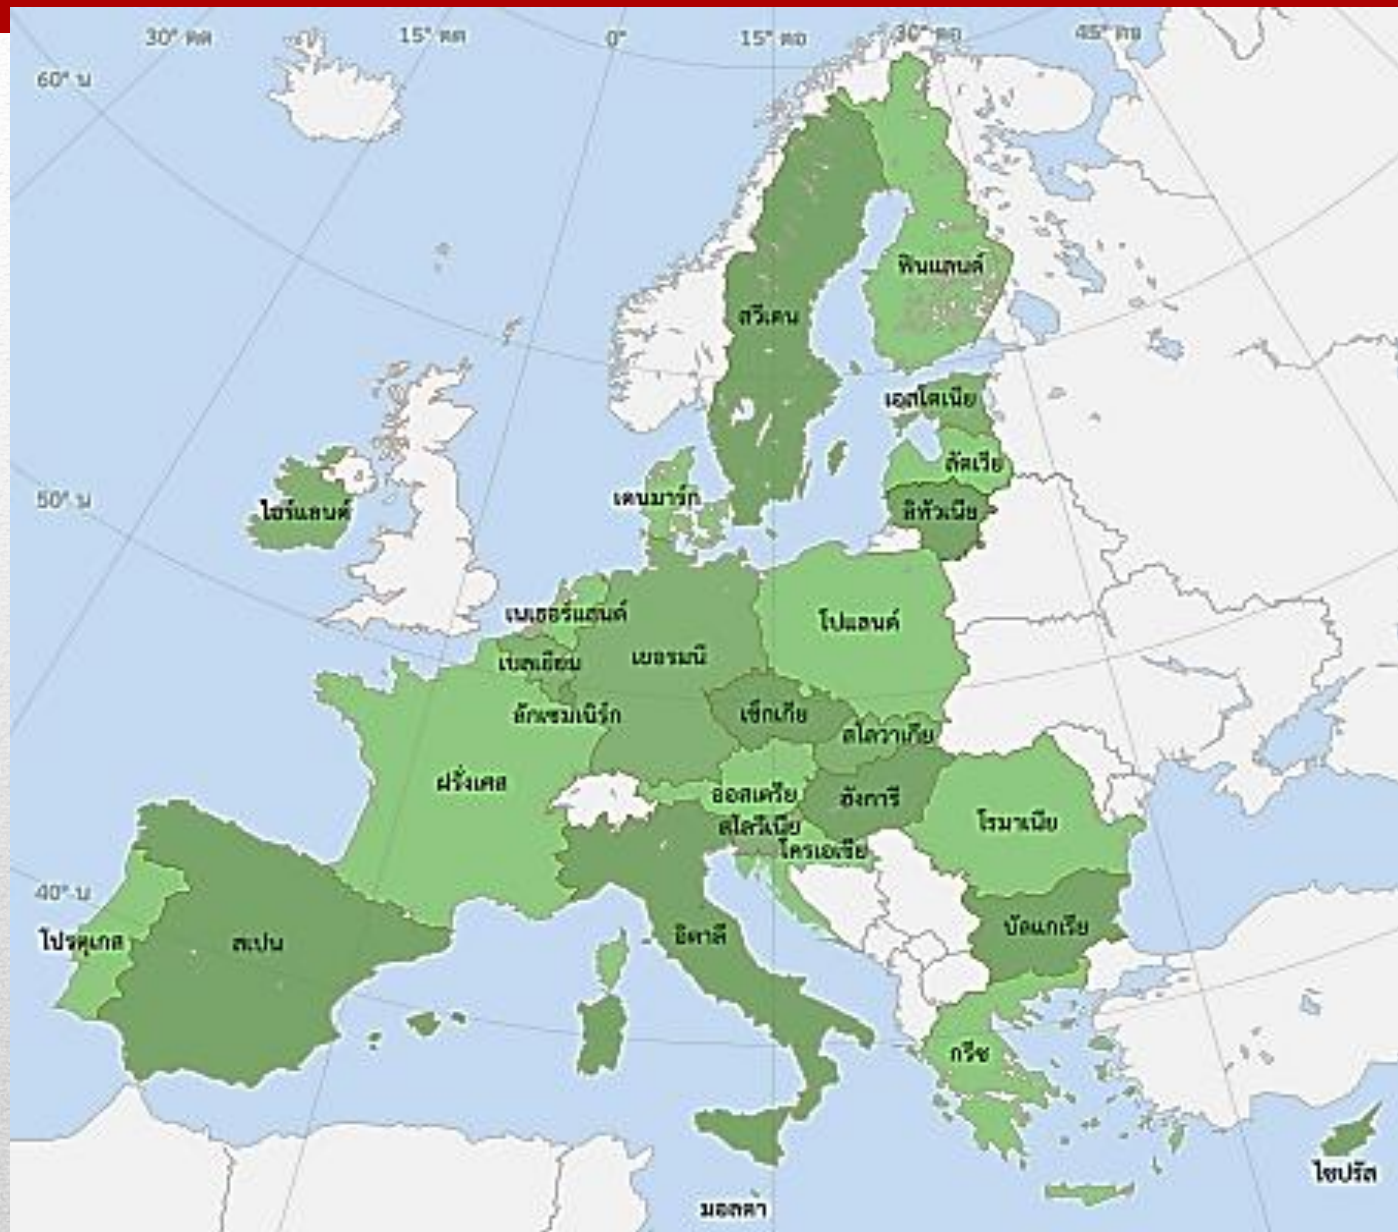 30° ตต
15° ตต
0°
15° ตอ
30° ตอ
45° ตอ
60° น
ฟินแลนด์
สวีเดน
เอสโตเนีย
ลัตเวีย
50° น
เดนมาร์ก
ไอร์แลนด์
ลิทัวเนีย
เนเธอร์แลนด์
โปแลนด์
เบลเยียม
เยอรมนี
ลักเซมเบิร์ก
เช็กเกีย
สโลวาเกีย
ฝรั่งเศส
ออสเตรีย
ฮังการี
สโลวีเนีย
โรมาเนีย
โครเอเชีย
40° น
โปรตุเกส
สเปน
อิตาลี
บัลแกเรีย
กรีซ
ไซปรัส
มอลตา